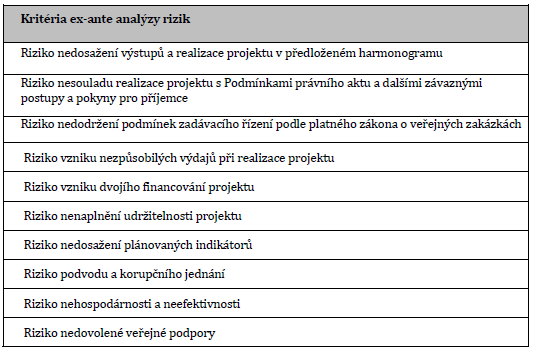 Kritéria ex-ante analýzy rizik
Riziko nedosažení výstupů a realizace projektu v předloženém harmonogramu
Riziko nesouladu realizace projektu s Podmínkami právního aktu a dalšími závaznými
postupy a pokyny pro příjemce
Riziko nedodržení podmínek zadávacího řízení podle platného zákona o veřejných zakázkách
Riziko vzniku nezpůsobilých výdajů při realizace projektu
Riziko vzniku dvojího financování projektu
Riziko nenaplnění udržitelnosti projektu
Riziko nedosažení plánovaných indikátorů
Riziko podvodu a korupčního jednání
Riziko nehospodárnosti a neefektivnosti
Riziko nedovolené veřejné podpory